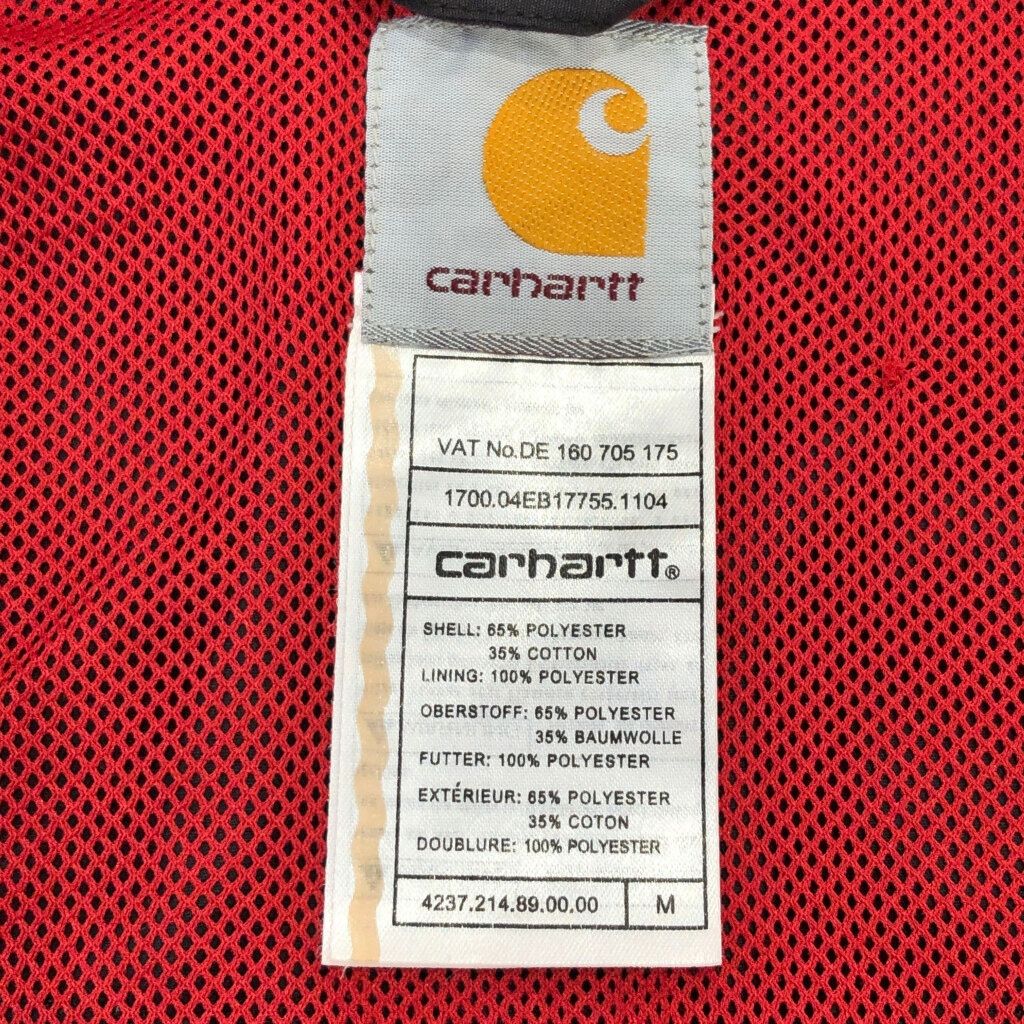 carhartt
VAT No.DE 160 705 175
1700.04EB17755.1104
carhartt®
SHELL: 65% POLYESTER
35% COTTON
LINING: 100% POLYESTER
OBERSTOFF: 65% POLYESTER
35% BAUMWOLLE
FUTTER: 100% POLYESTER
EXTÉRIEUR: 65% POLYESTER
35% COTON
DOUBLURE: 100% POLYESTER
4237.214.89.00.00 M